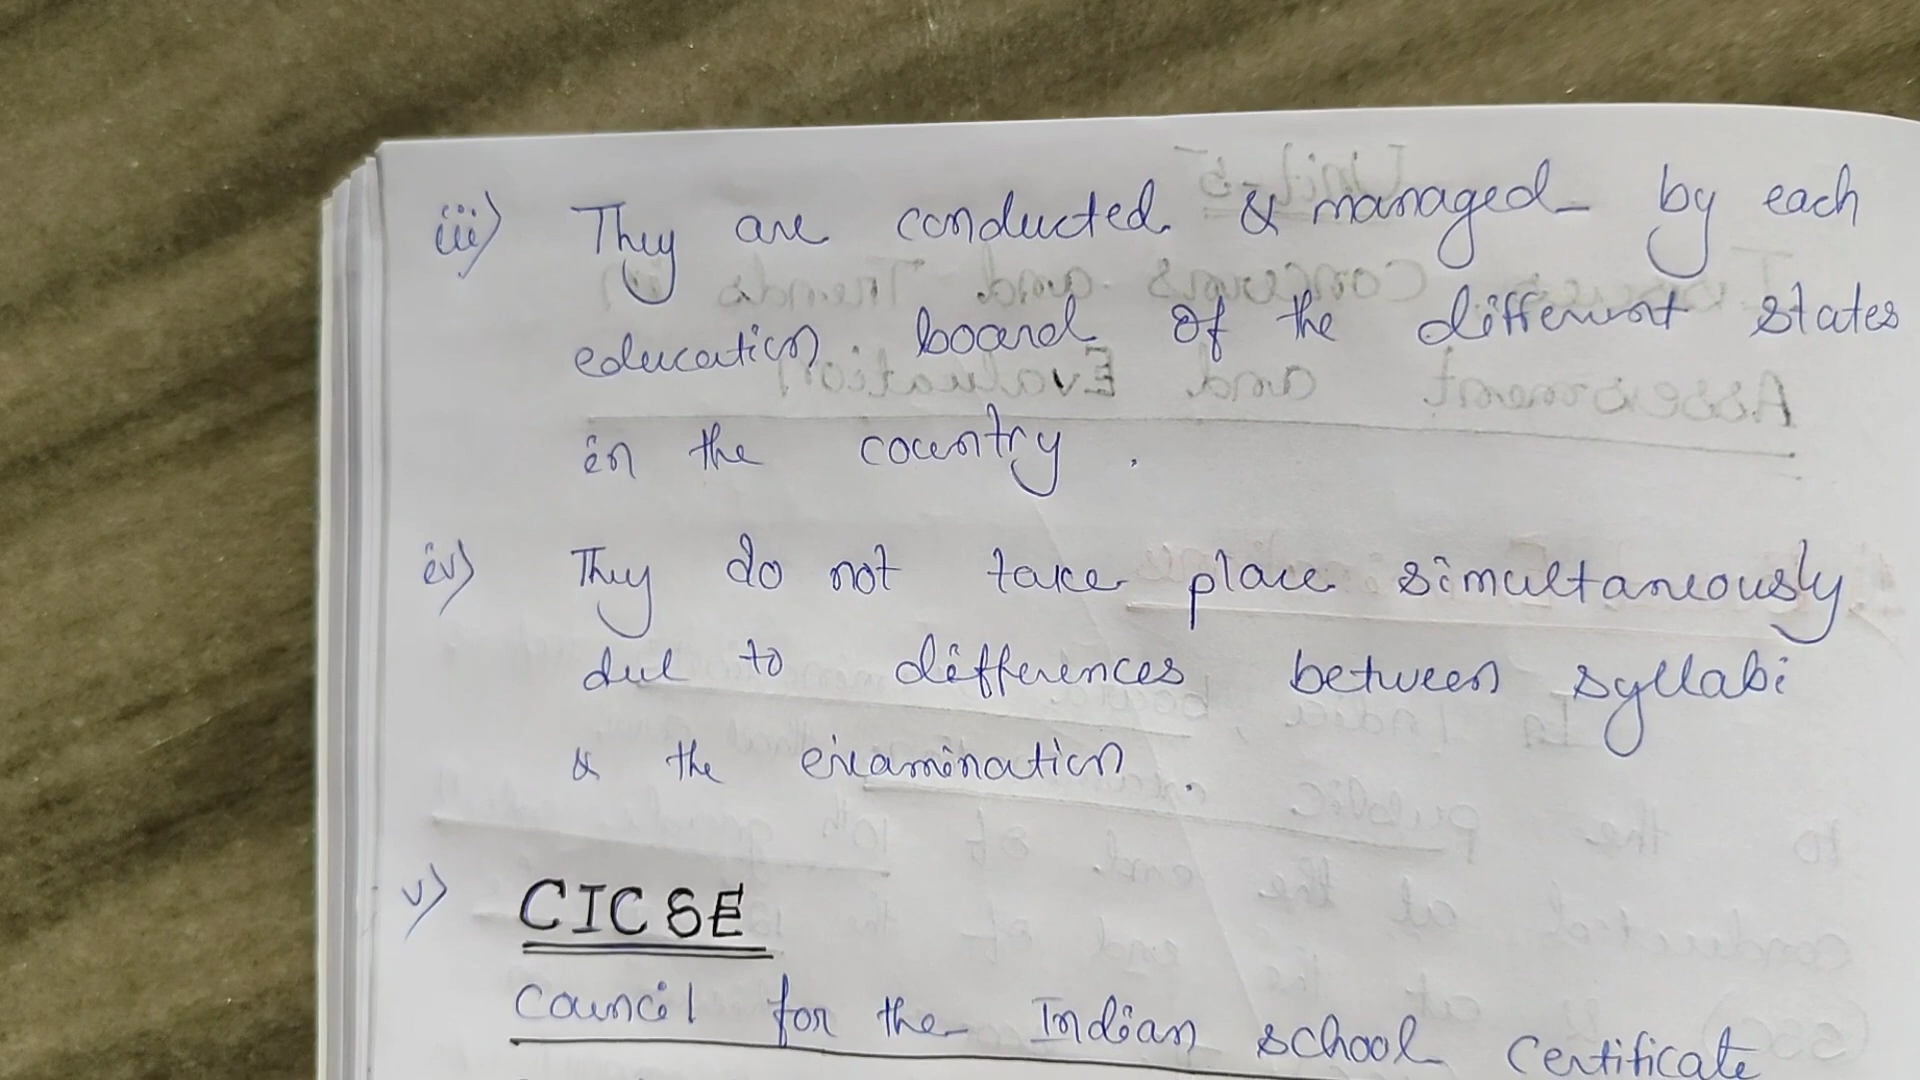 iii) They are conducted & managed by each
education board of the different states
in the country.
iv) They do not take place simultaneously
due to differences between syllabi
& the examination.
v) CICSE
Council for the Indian School Certificate